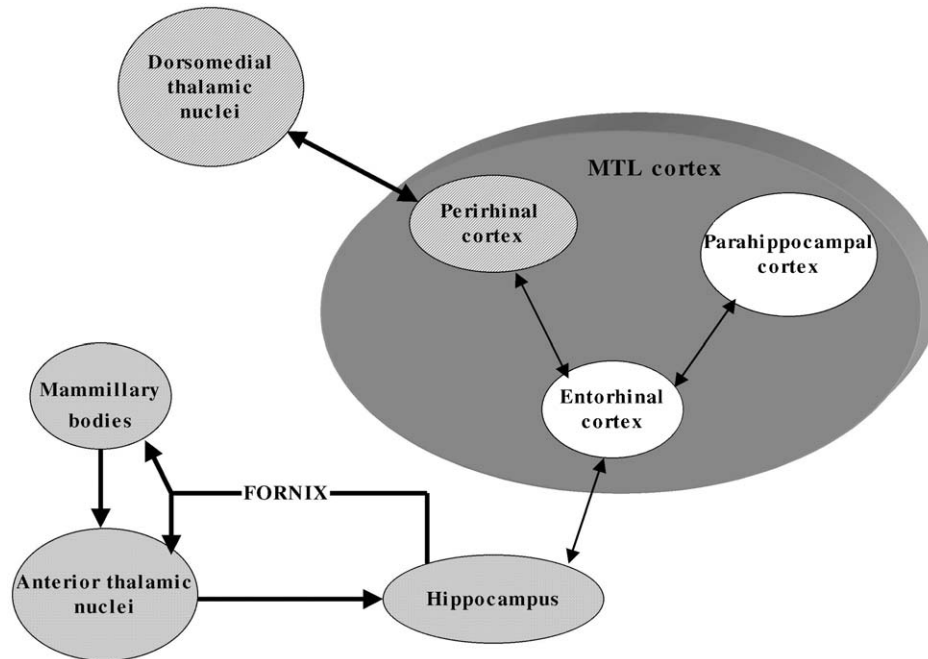 Dorsomedial
thalamic
nuclei
MTL cortex
Perirhinal
cortex
Parahippocampal
cortex
Entorhinal
cortex
Mammillary
bodies
FORNIX
Anterior thalamic
nuclei
Hippocampus